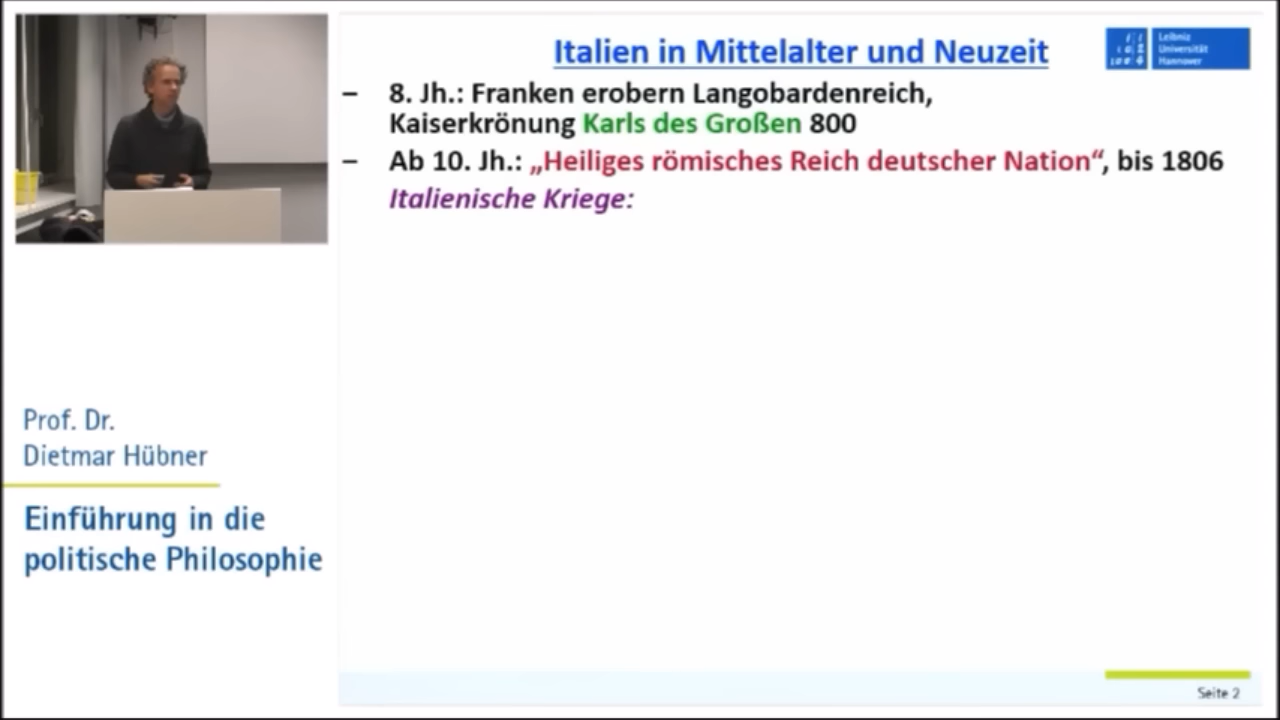 Italien in Mittelalter und Neuzeit
Leibniz
Universität
Hannover
– 8. Jh.: Franken erobern Langobardenreich,
Kaiserkrönung Karls des Großen 800
– Ab 10. Jh.: „Heiliges römisches Reich deutscher Nation“, bis 1806
Italienische Kriege:
Prof. Dr.
Dietmar Hübner
Einführung in die
politische Philosophie
Seite 2